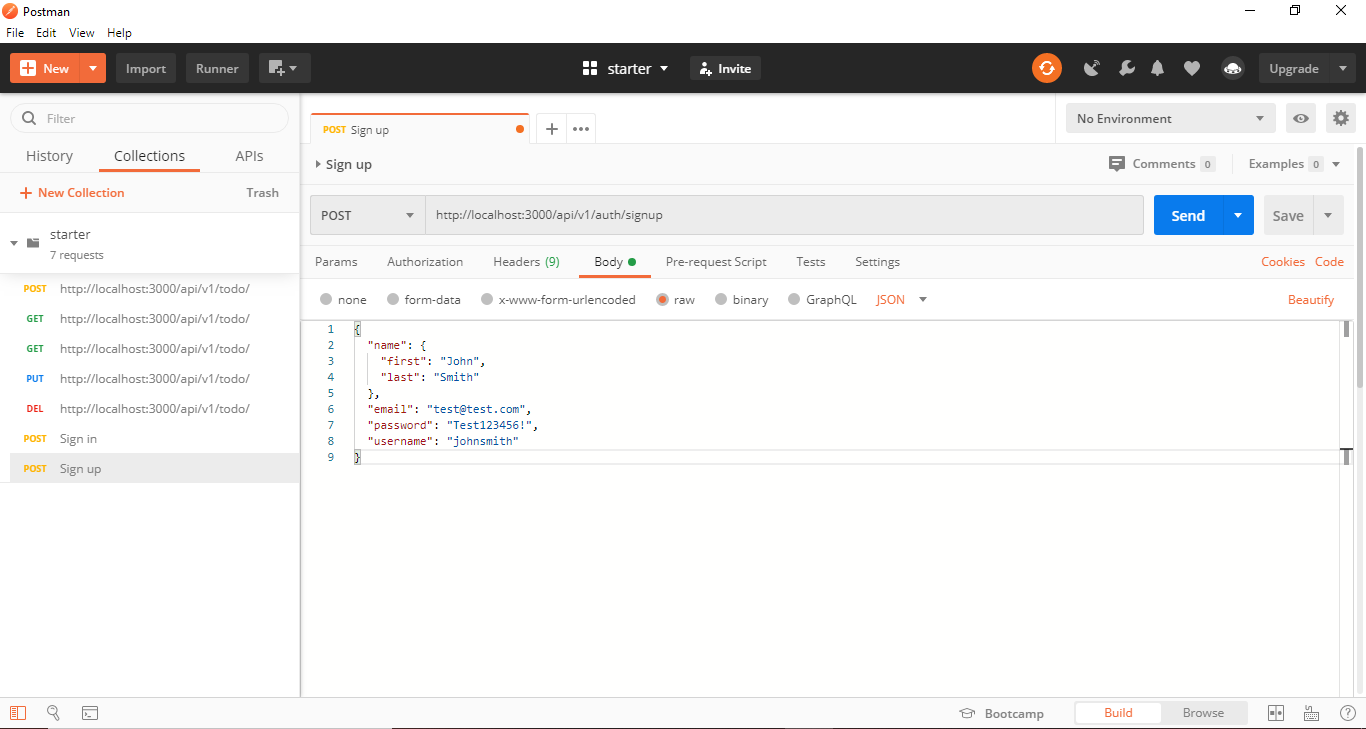 Postman
File Edit View Help
New Import Runner starter Invite Upgrade
Filter
History Collections APIs
+ New Collection Trash
starter
7 requests
POST http://localhost:3000/api/v1/todo/
GET http://localhost:3000/api/v1/todo/
GET http://localhost:3000/api/v1/todo/
PUT http://localhost:3000/api/v1/todo/
DEL http://localhost:3000/api/v1/todo/
POST Sign in
POST Sign up
POST Sign up
No Environment
Sign up Comments 0 Examples 0
POST http://localhost:3000/api/v1/auth/signup Send Save
Params Authorization Headers (9) Body Pre-request Script Tests Settings Cookies Code
none form-data x-www-form-urlencoded raw binary GraphQL JSON Beautify
1 {
2 "name": {
3 "first": "John",
4 "last": "Smith"
5 },
6 "email": "test@test.com",
7 "password": "Test123456!",
8 "username": "johnsmith"
9 }
Bootcamp Build Browse